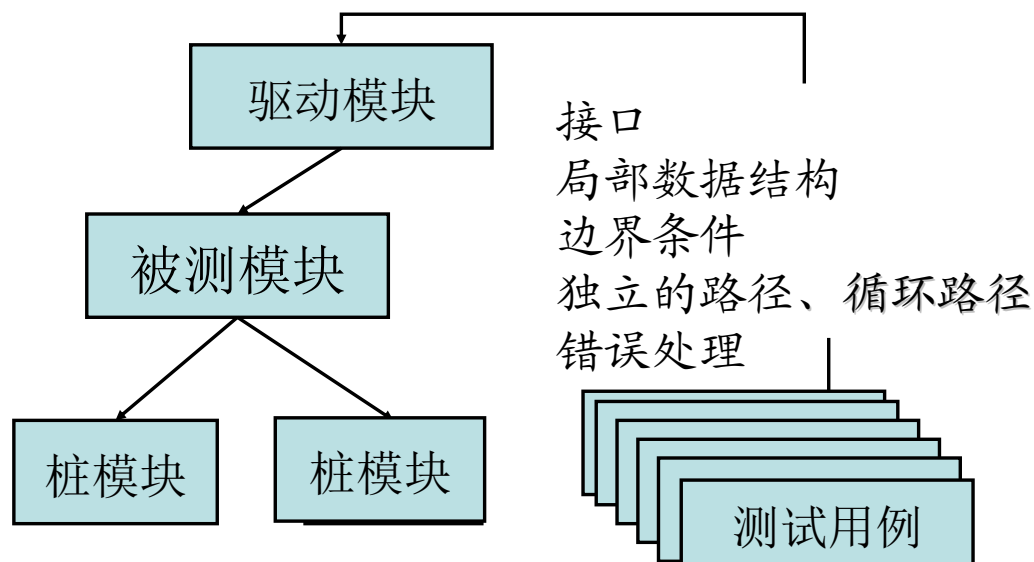 驱动模块
被测模块
桩模块
桩模块
接口
局部数据结构
边界条件
独立的路径、循环路径
错误处理
测试用例